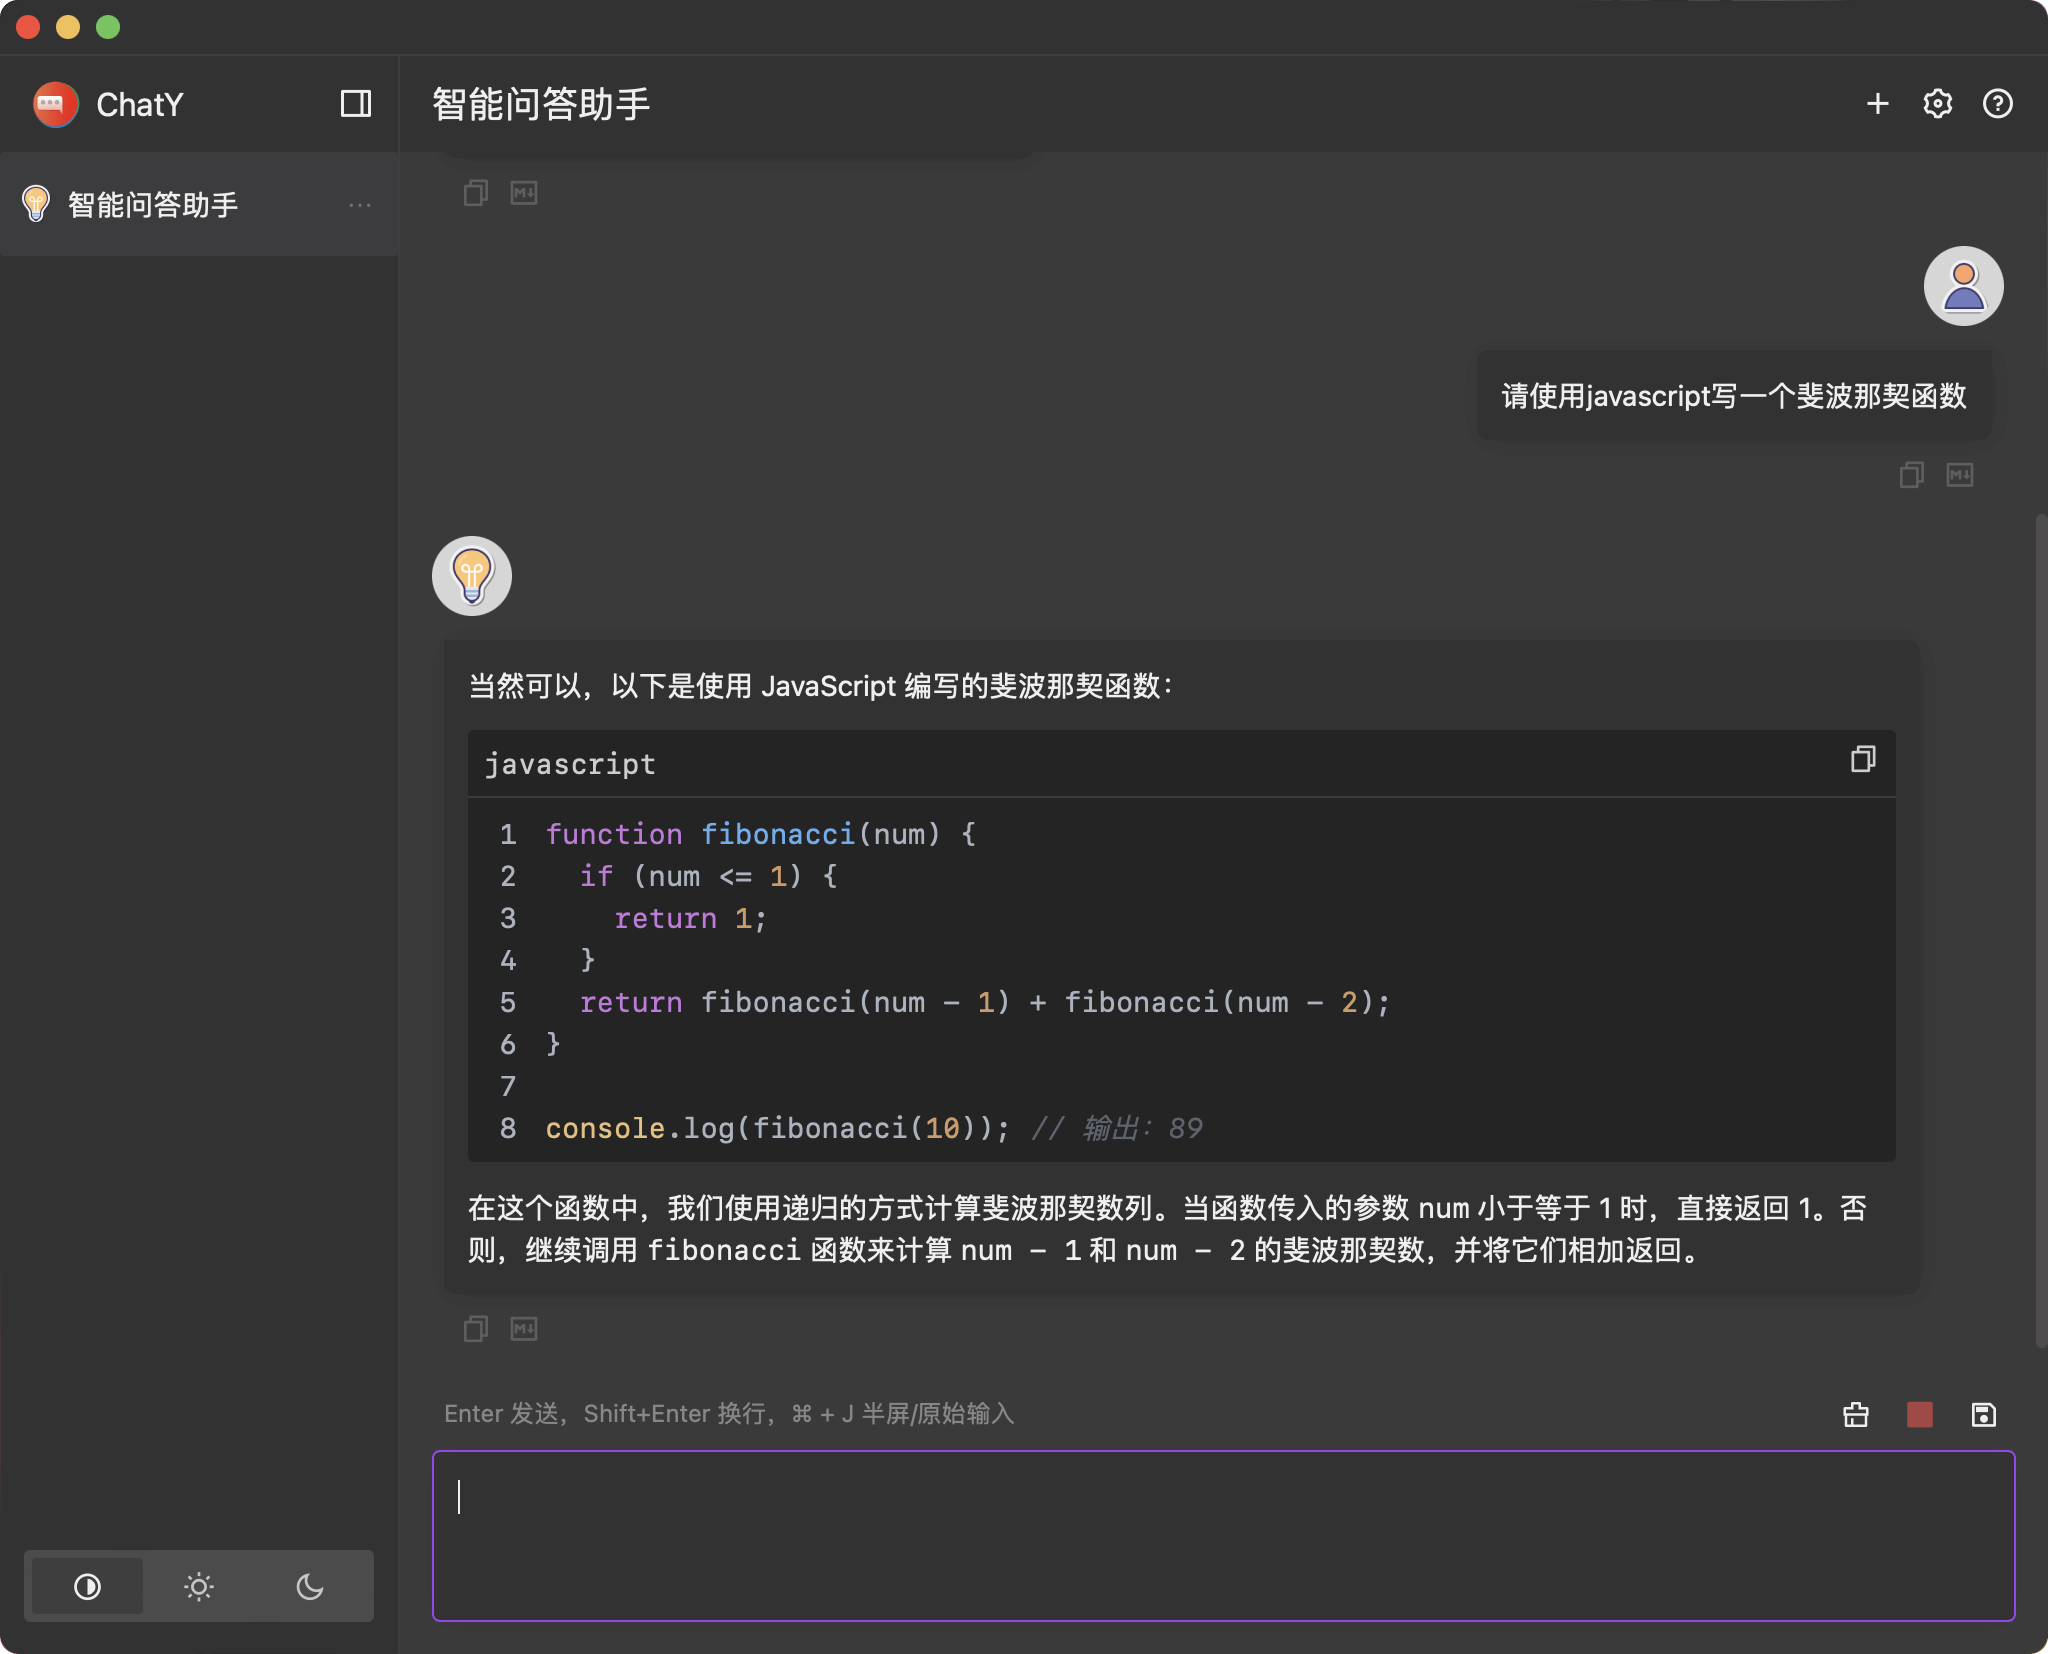 ChatY
智能问答助手
智能问答助手
请使用javascript写一个斐波那契函数
当然可以，以下是使用 JavaScript 编写的斐波那契函数：
javascript
1 function fibonacci(num) {
2   if (num <= 1) {
3     return 1;
4   }
5   return fibonacci(num - 1) + fibonacci(num - 2);
6 }
7
8 console.log(fibonacci(10)); // 输出：89
在这个函数中，我们使用递归的方式计算斐波那契数列。当函数传入的参数 num 小于等于 1 时，直接返回 1。否
则，继续调用 fibonacci 函数来计算 num - 1 和 num - 2 的斐波那契数，并将它们相加返回。
Enter 发送，Shift+Enter 换行，⌘ + J 半屏/原始输入